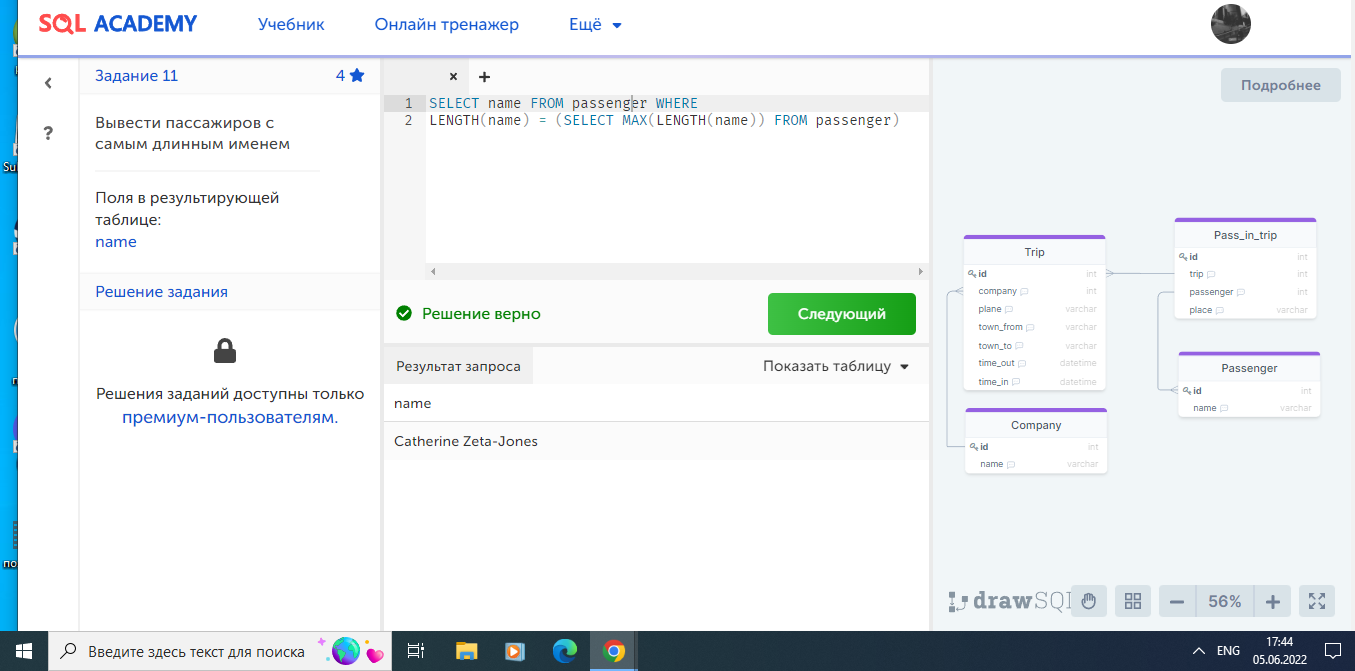 SQL ACADEMY
Учебник
Онлайн тренажер
Ещё
Задание 11
4
Вывести пассажиров с
самым длинным именем
Поля в результирующей
таблице:
name
Решение задания
Решения заданий доступны только
премиум-пользователям.
1 SELECT name FROM passenger WHERE
2 LENGTH(name) = (SELECT MAX(LENGTH(name)) FROM passenger)
Решение верно
Следующий
Результат запроса
Показать таблицу
name
Catherine Zeta-Jones
Подробнее
Trip
id int
company int
plane varchar
town_from varchar
town_to varchar
time_out datetime
time_in datetime
Company
id int
name varchar
Pass_in_trip
id int
trip int
passenger int
place varchar
Passenger
id int
name varchar
drawSQL
56%
Введите здесь текст для поиска
ENG
17:44
05.06.2022